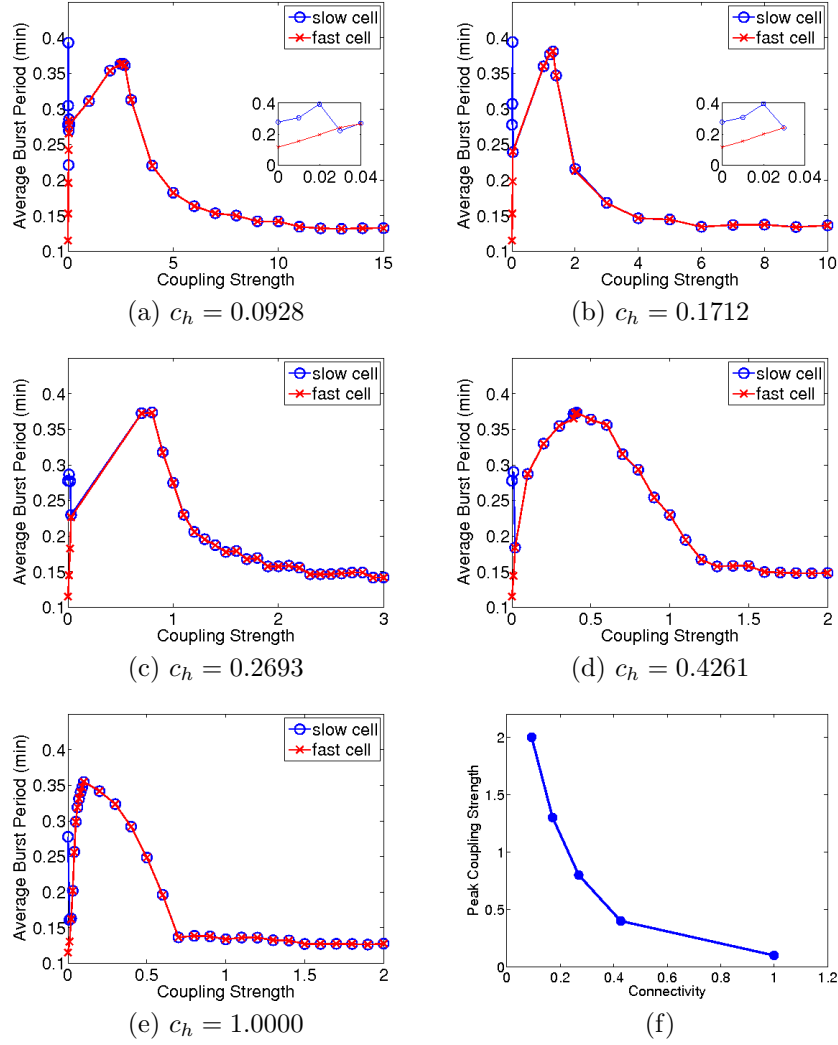 slow cell
fast cell
Average Burst Period (min)
0.4
0.35
0.3
0.25
0.2
0.15
0.1
0.4
0.2
0
0 0.02 0.04
0 5 10 15
Coupling Strength
(a) c_h = 0.0928
slow cell
fast cell
Average Burst Period (min)
0.4
0.35
0.3
0.25
0.2
0.15
0.1
0.4
0.2
0
0 0.02 0.04
0 2 4 6 8 10
Coupling Strength
(b) c_h = 0.1712
slow cell
fast cell
Average Burst Period (min)
0.4
0.35
0.3
0.25
0.2
0.15
0.1
0 1 2 3
Coupling Strength
(c) c_h = 0.2693
slow cell
fast cell
Average Burst Period (min)
0.4
0.35
0.3
0.25
0.2
0.15
0.1
0 0.5 1 1.5 2
Coupling Strength
(d) c_h = 0.4261
slow cell
fast cell
Average Burst Period (min)
0.4
0.35
0.3
0.25
0.2
0.15
0.1
0 0.5 1 1.5 2
Coupling Strength
(e) c_h = 1.0000
Peak Coupling Strength
2
1.5
1
0.5
0
0 0.2 0.4 0.6 0.8 1 1.2
Connectivity
(f)